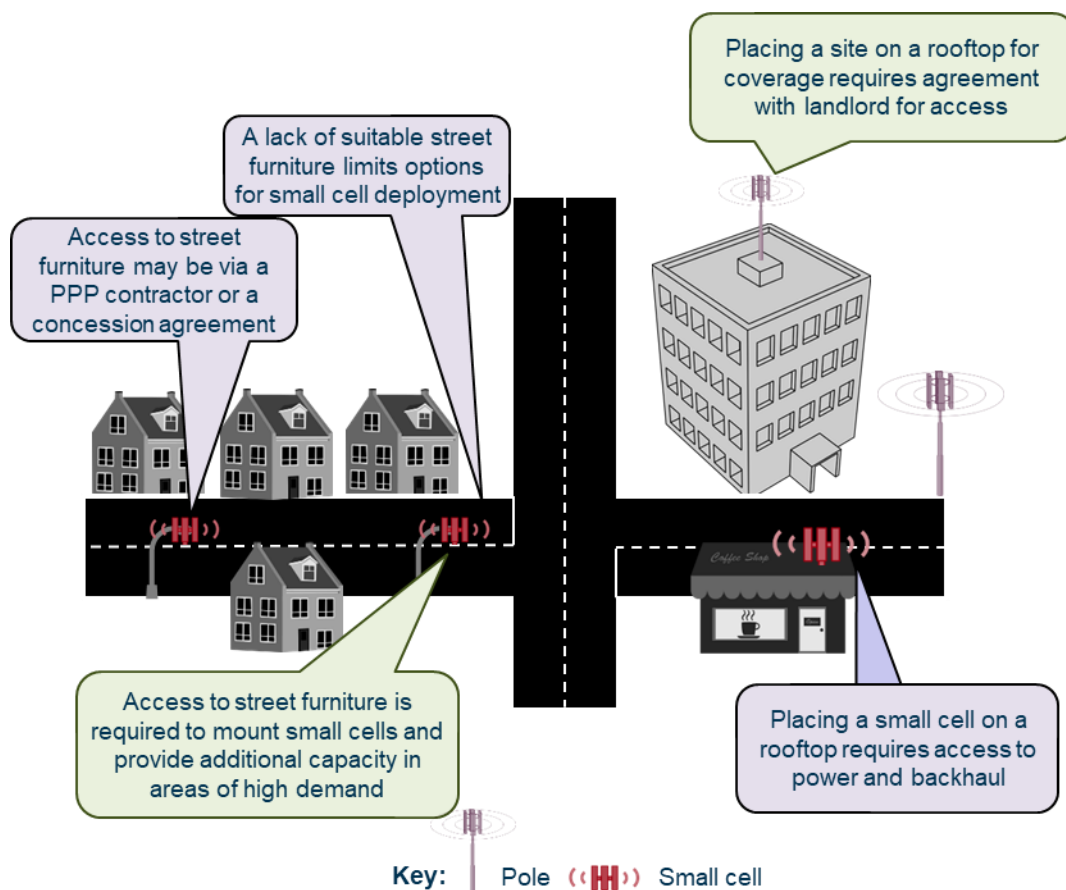 Placing a site on a rooftop for
coverage requires agreement
with landlord for access
A lack of suitable street
furniture limits options
for small cell deployment
Access to street
furniture may be via a
PPP contractor or a
concession agreement
Coffee Shop
Access to street furniture is
required to mount small cells and
provide additional capacity in
areas of high demand
Placing a small cell on a
rooftop requires access to
power and backhaul
Key: Pole Small cell